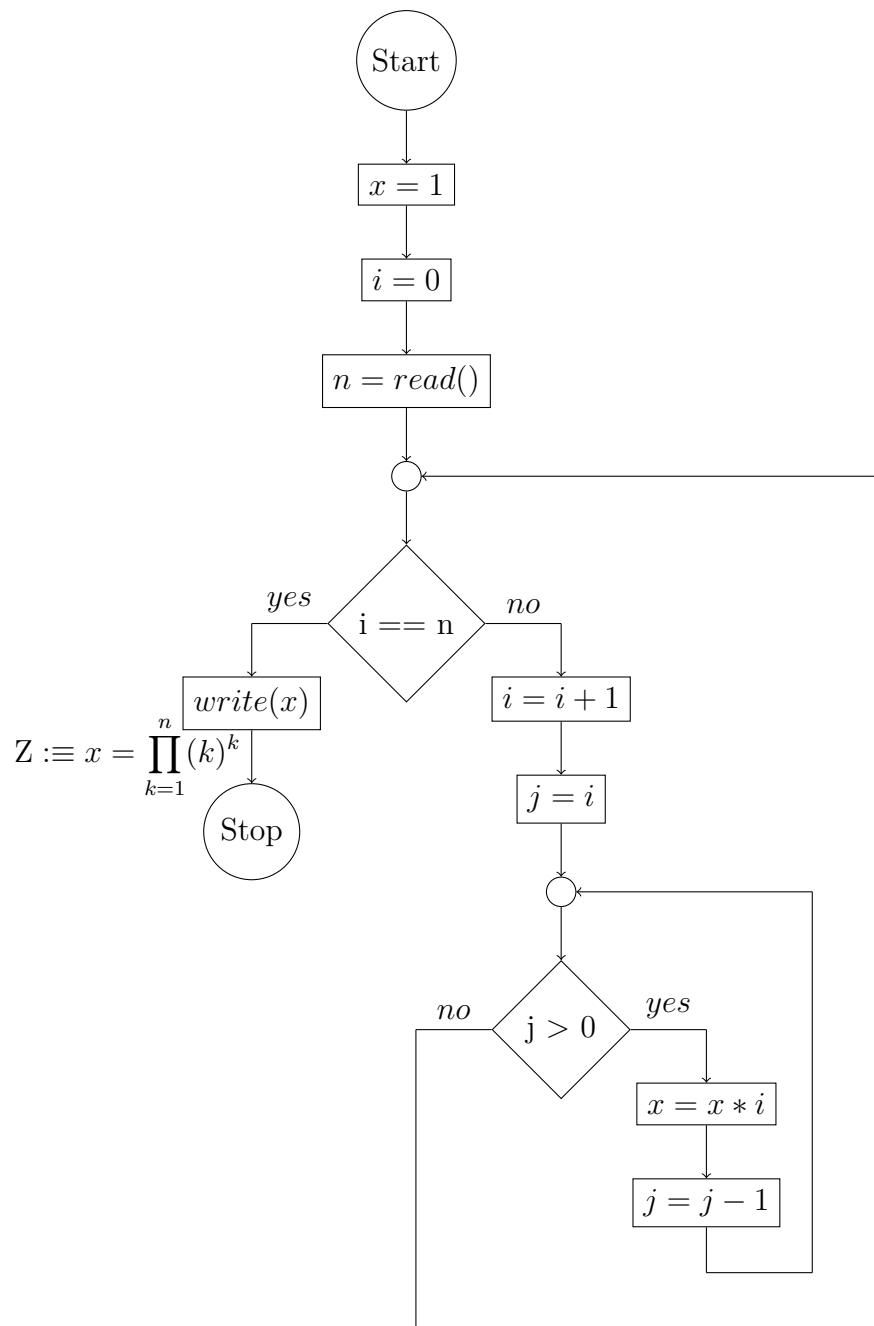 Start
x = 1
i = 0
n = read()
i == n
yes
no
write(x)
i = i + 1
Z :≡ x = ∏_{k=1}^{n} (k)^k
j = i
Stop
j > 0
no
yes
x = x ∗ i
j = j − 1